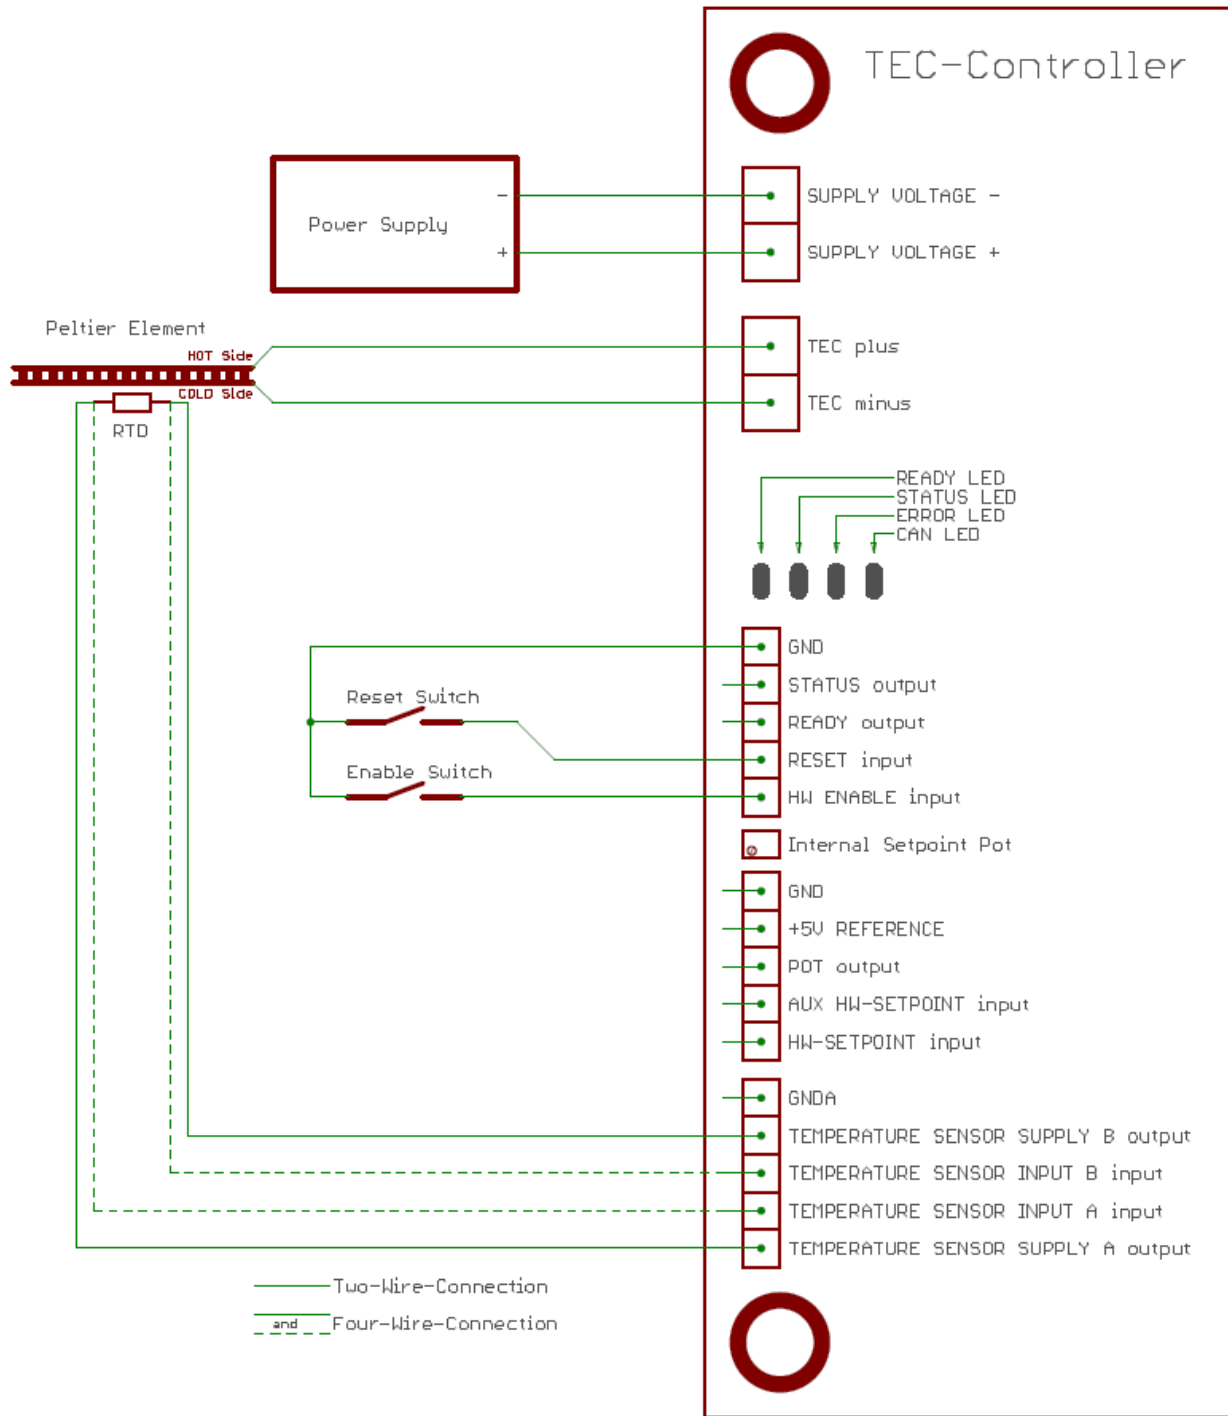 TEC-Controller
- SUPPLY VOLTAGE -
Power Supply
+ SUPPLY VOLTAGE +
Peltier Element
HOT Side
TEC plus
COLD Side
TEC minus
RTD
READY LED
STATUS LED
ERROR LED
CAN LED
GND
STATUS output
Reset Switch
READY output
RESET input
Enable Switch
HW ENABLE input
Internal Setpoint Pot
GND
+5V REFERENCE
POT output
AUX HW-SETPOINT input
HW-SETPOINT input
GNDA
TEMPERATURE SENSOR SUPPLY B output
TEMPERATURE SENSOR INPUT B input
TEMPERATURE SENSOR INPUT A input
TEMPERATURE SENSOR SUPPLY A output
Two-Wire-Connection
and Four-Wire-Connection